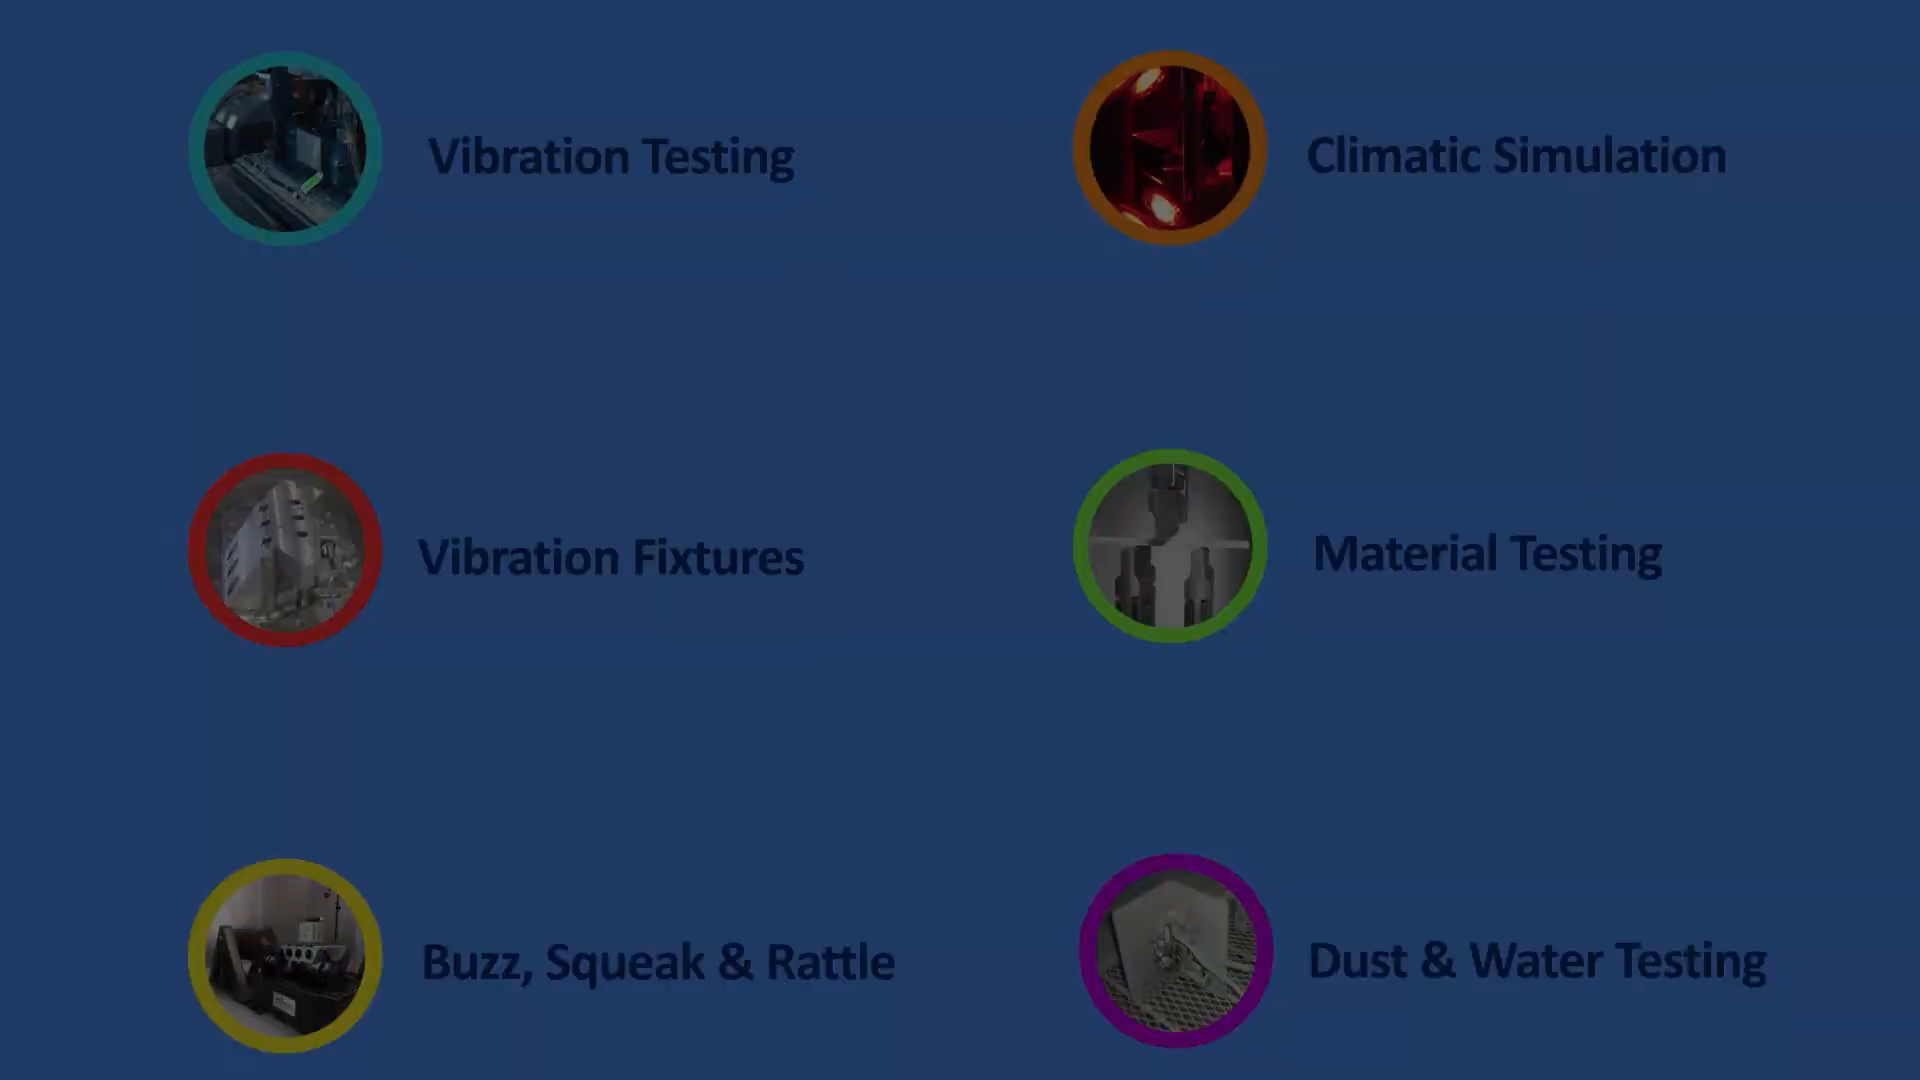 Vibration Testing
Climatic Simulation
Vibration Fixtures
Material Testing
Buzz, Squeak & Rattle
Dust & Water Testing